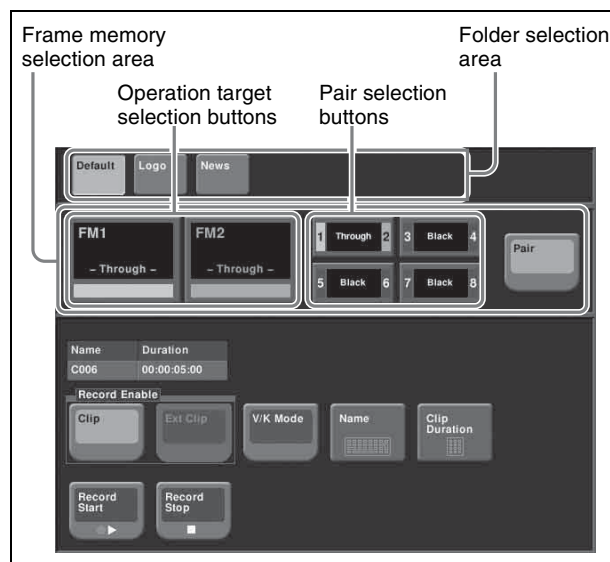 Frame memory
selection area
Folder selection
area
Operation target
selection buttons
Pair selection
buttons
Default Logo News
FM1 FM2
– Through – – Through –
1 Through 2 3 Black 4
5 Black 6 7 Black 8
Pair
Name Duration
C006 00:00:05:00
Record Enable
Clip Ext Clip V/K Mode Name Clip
Duration
Record
Start
Record
Stop